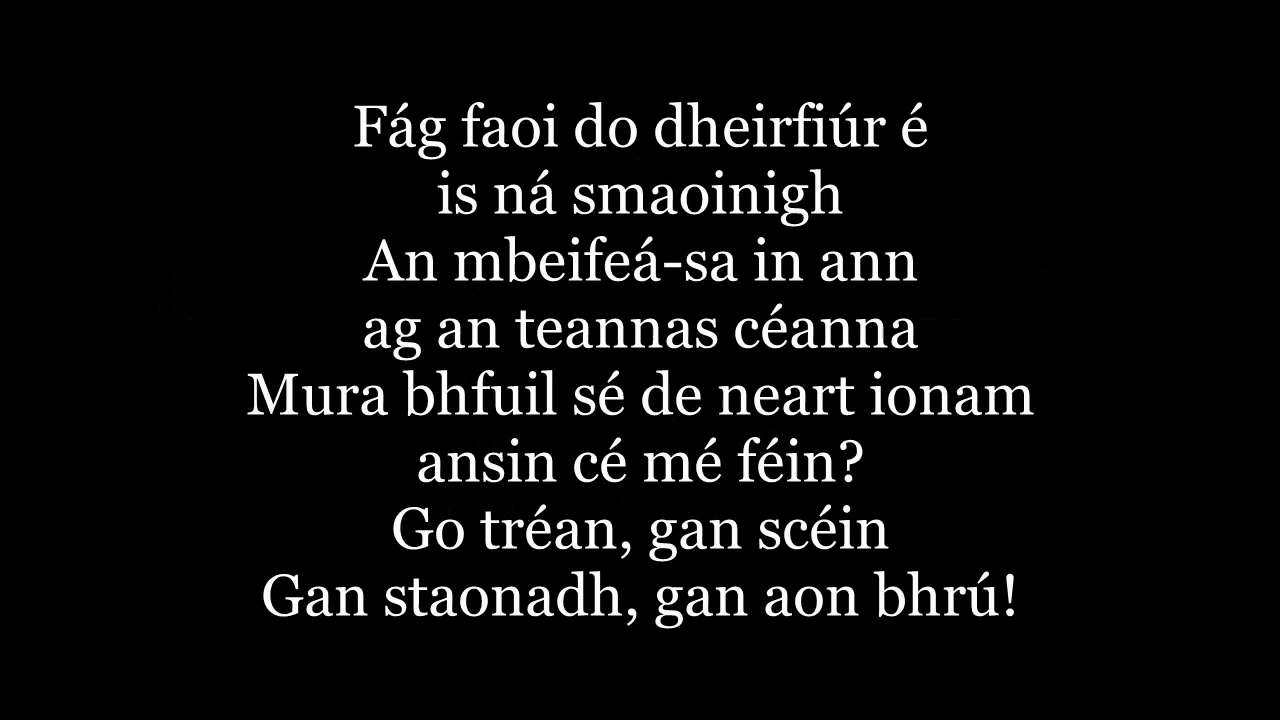 Fág faoi do dheirfiúr é
is ná smaoinigh
An mbeifeá-sa in ann
ag an teannas céanna
Mura bhfuil sé de neart ionam
ansin cé mé féin?
Go tréan, gan scéin
Gan staonadh, gan aon bhrú!